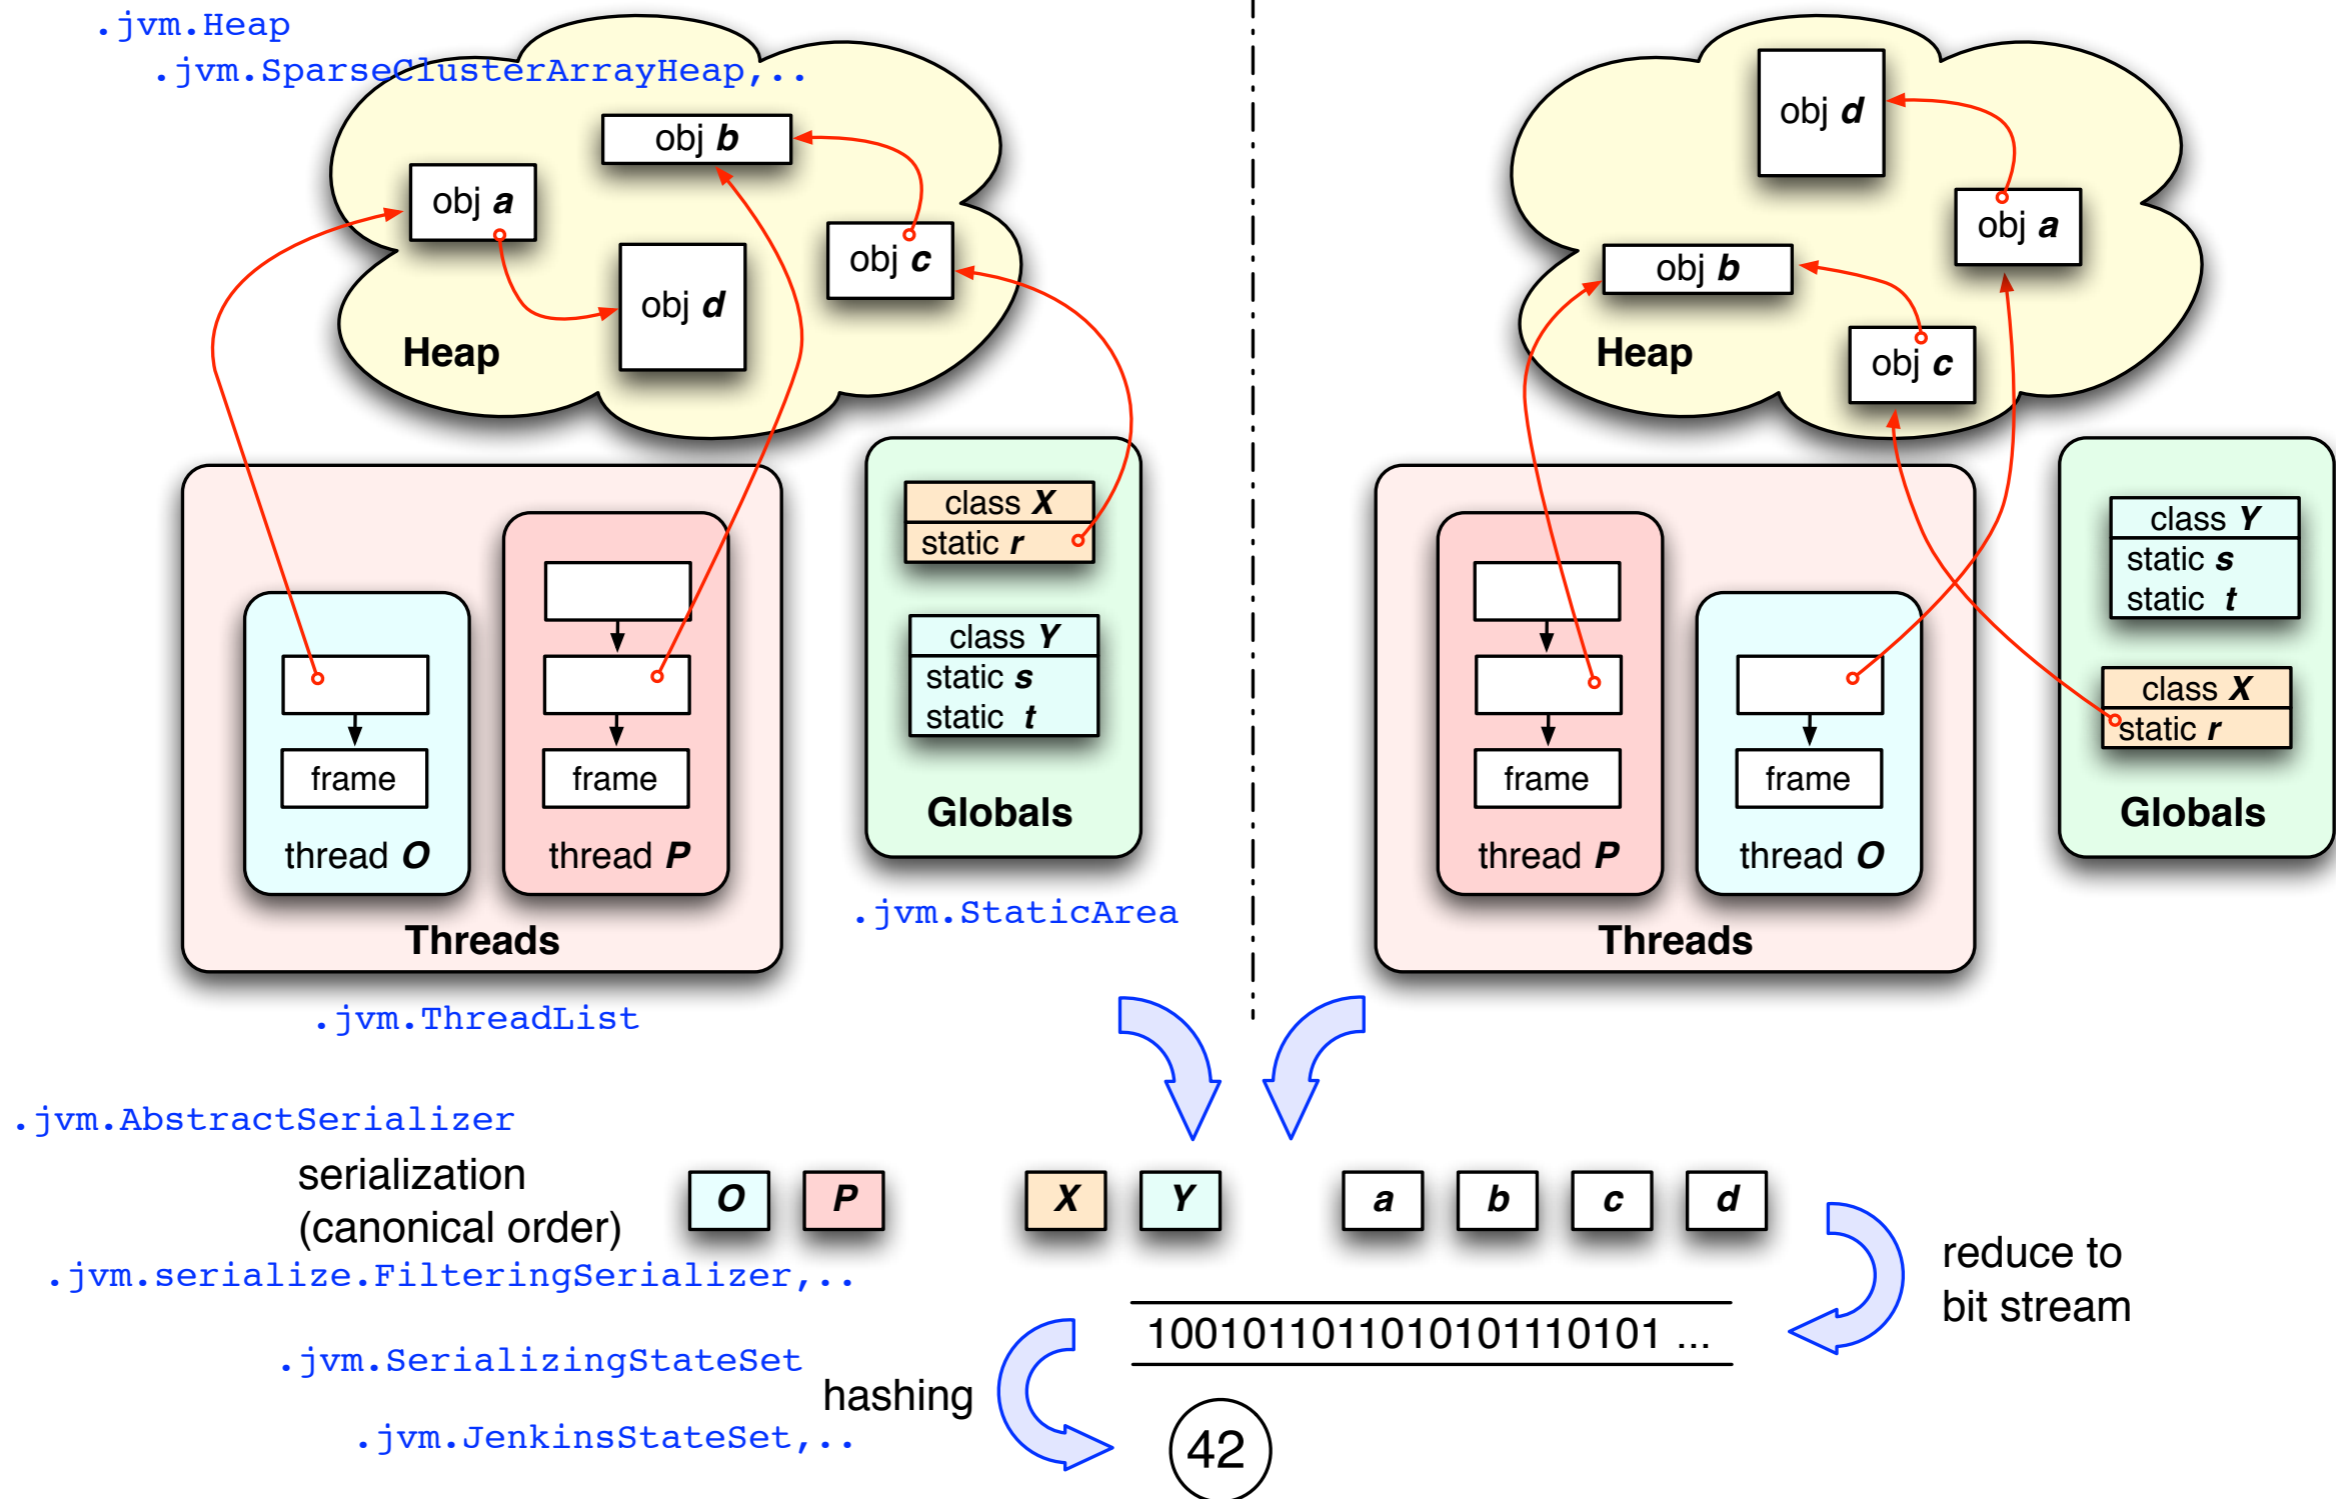 .jvm.Heap
.jvm.SparseClusterArrayHeap,..
obj a
obj b
obj c
obj d
Heap
class X
static r
class Y
static s
static t
Globals
frame
thread O
frame
thread P
Threads
.jvm.StaticArea
.jvm.ThreadList
obj d
obj a
obj b
obj c
Heap
frame
thread P
frame
thread O
Threads
class Y
static s
static t
class X
static r
Globals
.jvm.AbstractSerializer
serialization
(canonical order)
O P X Y a b c d
.jvm.serialize.FilteringSerializer,..
reduce to
bit stream
1001011011010101110101 ...
.jvm.SerializingStateSet
hashing
.jvm.JenkinsStateSet,..
42